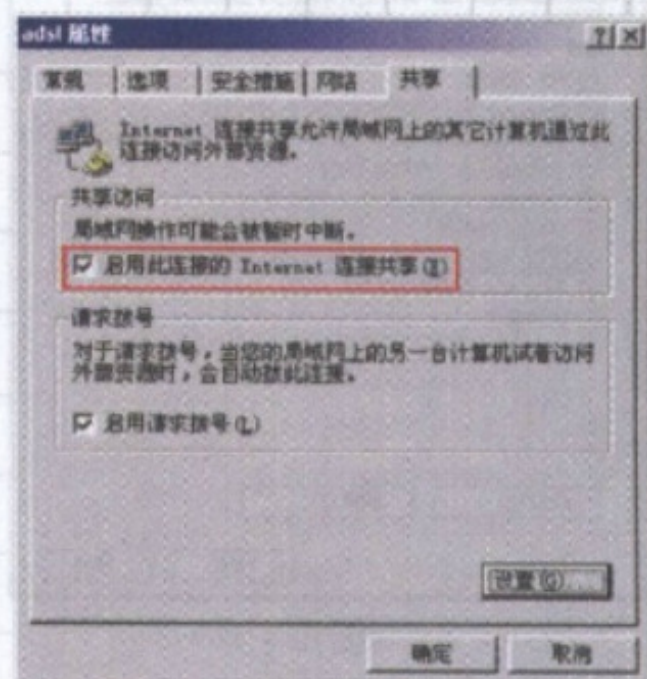 adsl 属性
常规 选项 安全措施 网络 共享
Internet 连接共享允许局域网上的其它计算机通过此
连接访问外部资源。
共享访问
局域网操作可能会被暂时中断。
启用此连接的 Internet 连接共享(I)
请求拨号
对于请求拨号，当您的局域网上的另一台计算机试着访问
外部资源时，会自动拨此连接。
启用请求拨号(L)
设置(G)...
确定 取消